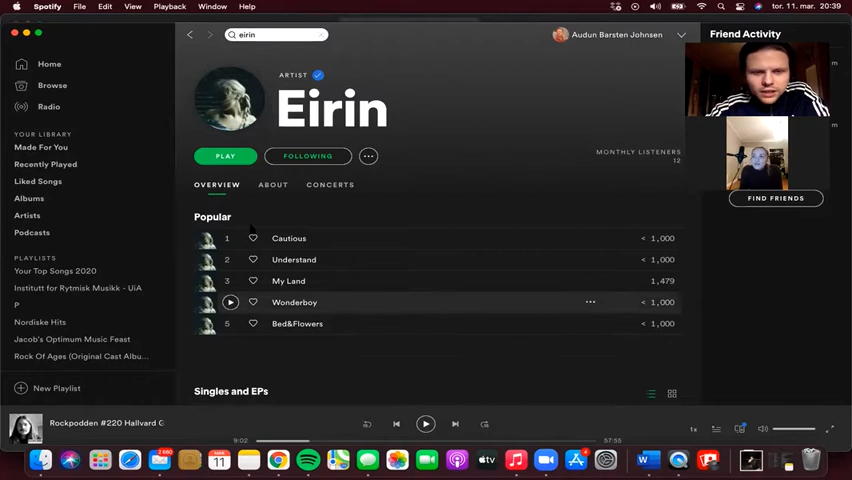 Spotify File Edit View Playback Window Help
tor. 11. mar. 20:39
eirin
Audun Barsten Johnsen
Friend Activity
Home
Browse
Radio
YOUR LIBRARY
Made For You
Recently Played
Liked Songs
Albums
Artists
Podcasts
PLAYLISTS
Your Top Songs 2020
Institutt for Rytmisk Musikk - UiA
P
Nordiske Hits
Jacob's Optimum Music Feast
Rock Of Ages (Original Cast Albu...
New Playlist
ARTIST
Eirin
PLAY
FOLLOWING
MONTHLY LISTENERS
12
OVERVIEW ABOUT CONCERTS
Popular
1 Cautious < 1,000
2 Understand < 1,000
3 My Land 1,479
Wonderboy < 1,000
5 Bed&Flowers < 1,000
Singles and EPs
m
m
FIND FRIENDS
Rockpodden #220 Hallvard G
9:02
57:55
1x
2 660
MAR
11